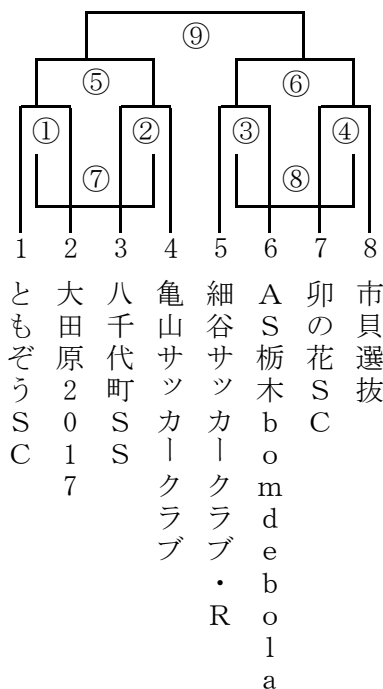 ⑨
⑤ ⑥
① ② ③ ④
⑦ ⑧
1 2 3 4 5 6 7 8
ともぞうSC
大田原2017
八千代町SS
亀山サッカークラブ
細谷サッカークラブ・R
AS栃木bomdebola
卯の花SC
市貝選抜